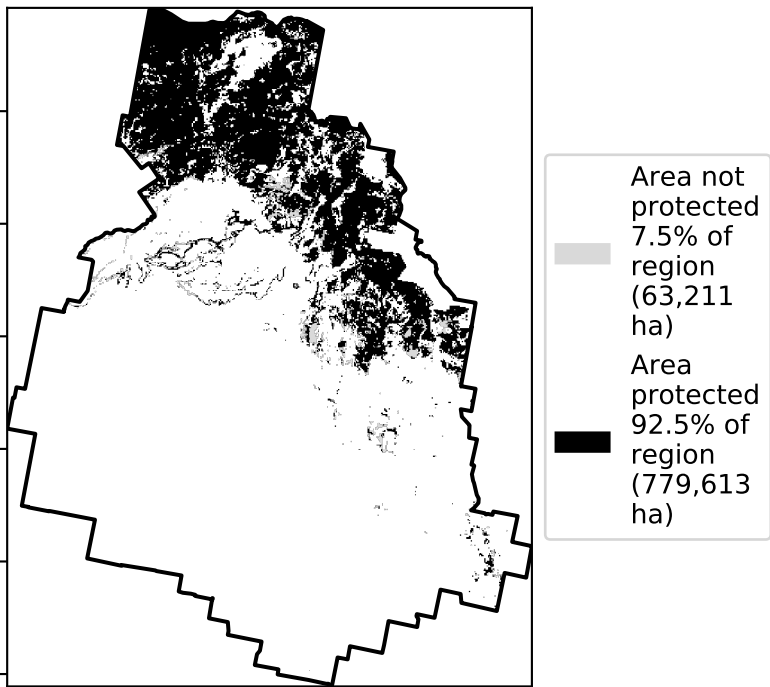 Area not
protected
7.5% of
region
(63,211
ha)
Area
protected
92.5% of
region
(779,613
ha)